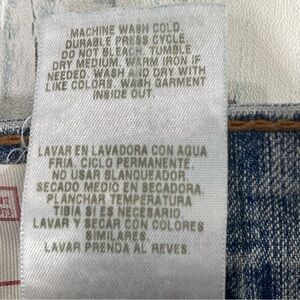 MACHINE WASH COLD.
DURABLE PRESS CYCLE.
DO NOT BLEACH. TUMBLE
DRY MEDIUM. WARM IRON IF
NEEDED. WASH AND DRY WITH
LIKE COLORS. WASH GARMENT
INSIDE OUT.
LAVAR EN LAVADORA CON AGUA
FRIA. CICLO PERMANENTE.
NO USAR BLANQUEADOR.
SECADO MEDIO EN SECADORA.
PLANCHAR TEMPERATURA
TIBIA SI ES NECESARIO.
LAVAR Y SECAR CON COLORES
SIMILARES.
LAVAR PRENDA AL REVES.